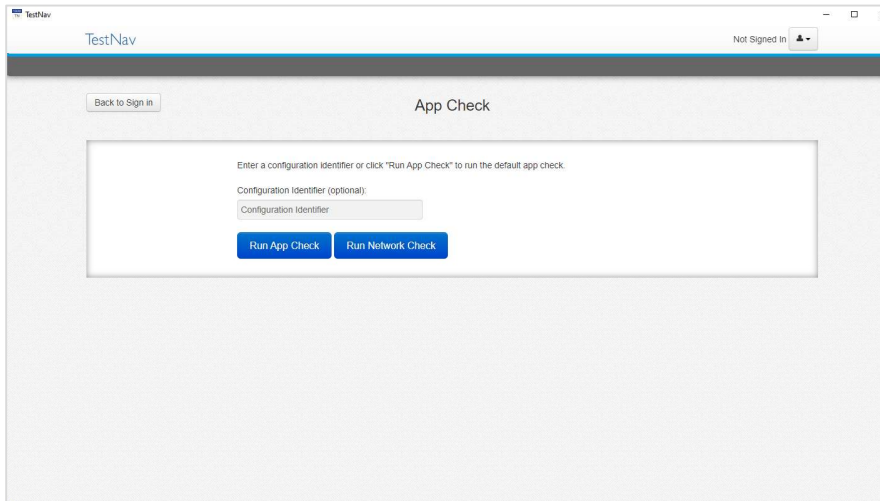 TestNav
TestNav
Not Signed In
Back to Sign in
App Check
Enter a configuration identifier or click "Run App Check" to run the default app check.
Configuration Identifier (optional):
Configuration Identifier
Run App Check
Run Network Check